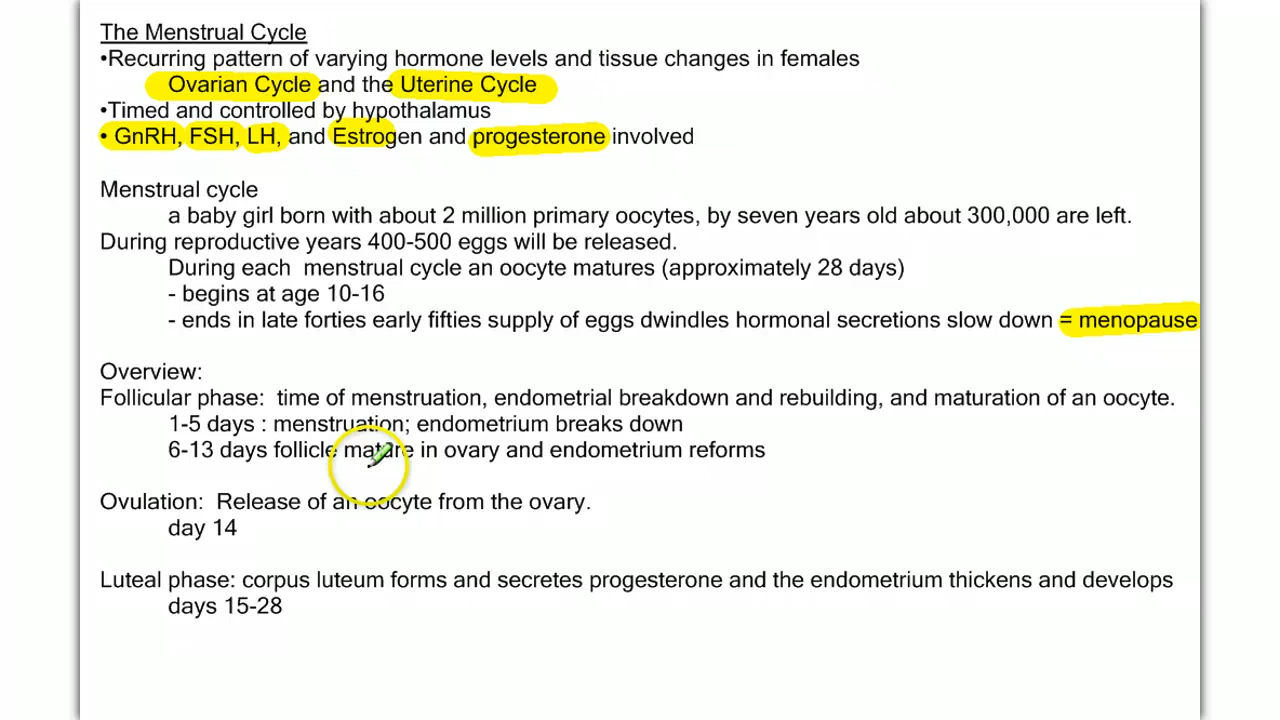 The Menstrual Cycle
•Recurring pattern of varying hormone levels and tissue changes in females
Ovarian Cycle and the Uterine Cycle
•Timed and controlled by hypothalamus
• GnRH, FSH, LH, and Estrogen and progesterone involved
Menstrual cycle
a baby girl born with about 2 million primary oocytes, by seven years old about 300,000 are left.
During reproductive years 400-500 eggs will be released.
During each  menstrual cycle an oocyte matures (approximately 28 days)
- begins at age 10-16
- ends in late forties early fifties supply of eggs dwindles hormonal secretions slow down = menopause
Overview:
Follicular phase:  time of menstruation, endometrial breakdown and rebuilding, and maturation of an oocyte.
1-5 days : menstruation; endometrium breaks down
6-13 days follicle mature in ovary and endometrium reforms
Ovulation:  Release of an oocyte from the ovary.
day 14
Luteal phase: corpus luteum forms and secretes progesterone and the endometrium thickens and develops
days 15-28